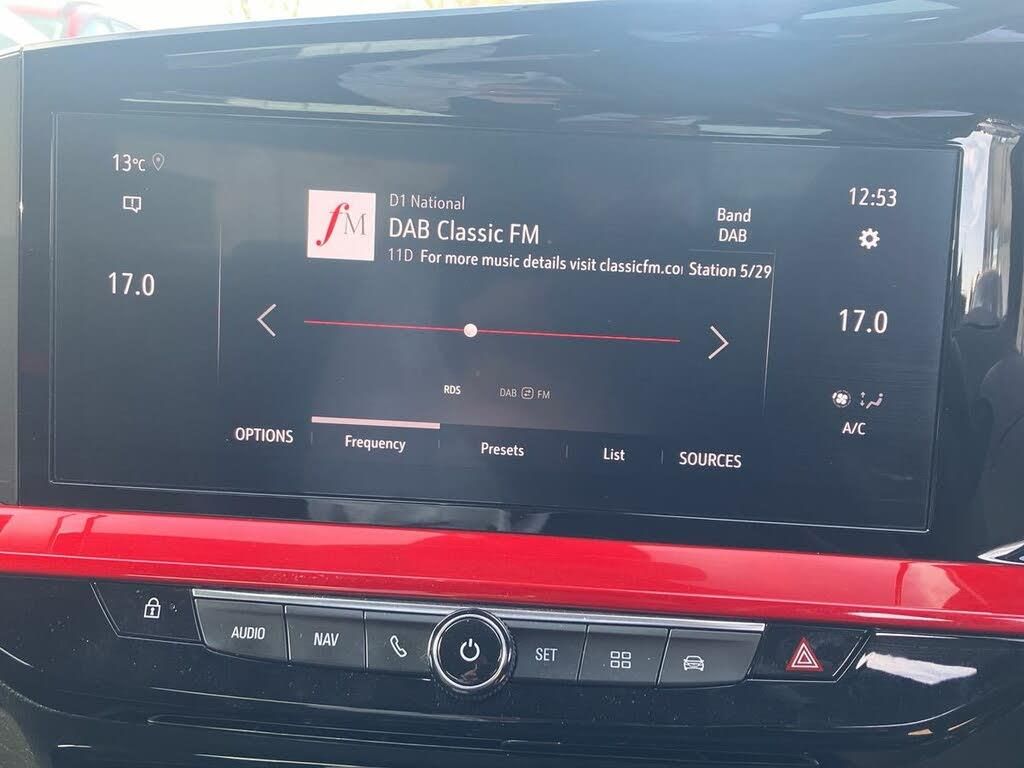 13°C
17.0
fM
D1 National
DAB Classic FM
11D For more music details visit classicfm.co
Band
DAB
Station 5/29
12:53
17.0
A/C
RDS
DAB FM
OPTIONS
Frequency
Presets
List
SOURCES
AUDIO
NAV
SET